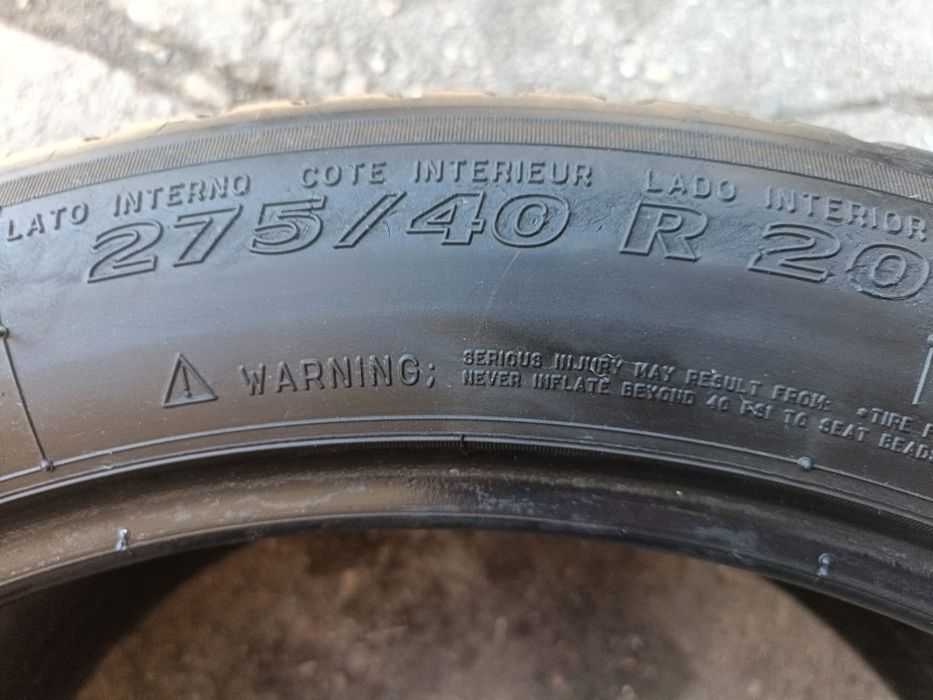 LATO INTERNO COTE INTERIEUR LADO INTERIOR
275/40 R 20
WARNING; SERIOUS INJURY MAY RESULT FROM: •TIRE
NEVER INFLATE BEYOND 40 PSI TO SEAT BEADS